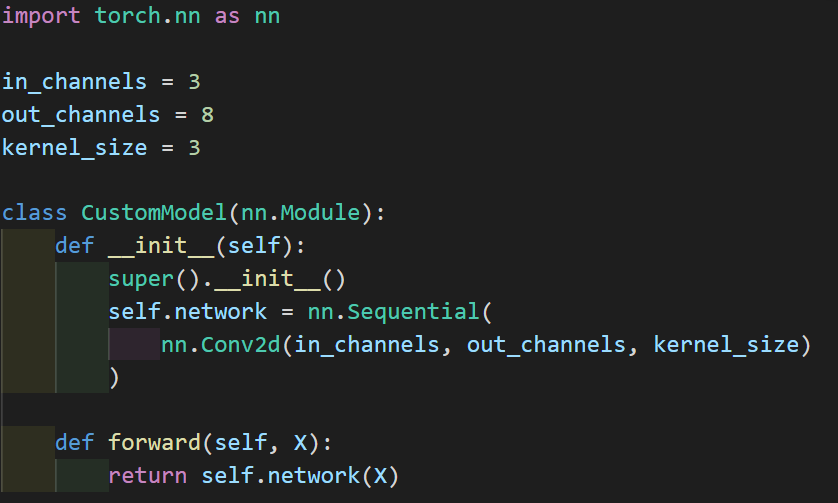 import torch.nn as nn
in_channels = 3
out_channels = 8
kernel_size = 3
class CustomModel(nn.Module):
    def __init__(self):
        super().__init__()
        self.network = nn.Sequential(
            nn.Conv2d(in_channels, out_channels, kernel_size)
        )
    def forward(self, X):
        return self.network(X)